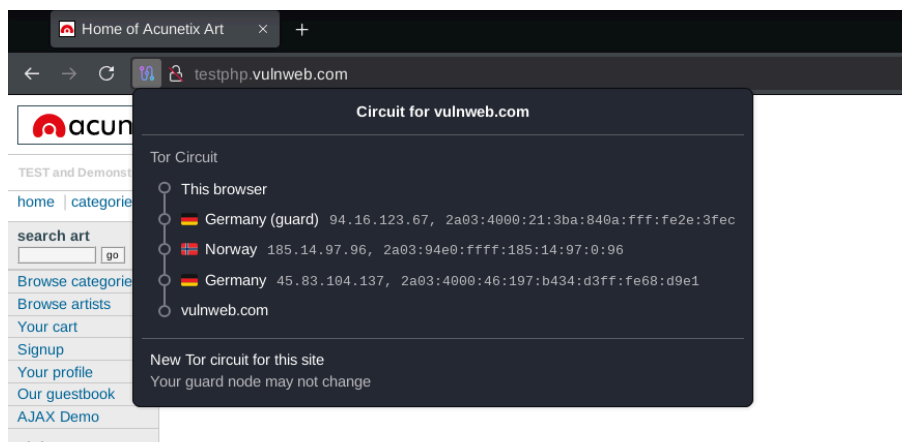 Home of Acunetix Art
testphp.vulnweb.com
acun
TEST and Demonst
home categorie
search art
go
Browse categorie
Browse artists
Your cart
Signup
Your profile
Our guestbook
AJAX Demo
Circuit for vulnweb.com
Tor Circuit
This browser
Germany (guard) 94.16.123.67, 2a03:4000:21:3ba:840a:fff:fe2e:3fec
Norway 185.14.97.96, 2a03:94e0:ffff:185:14:97:0:96
Germany 45.83.104.137, 2a03:4000:46:197:b434:d3ff:fe68:d9e1
vulnweb.com
New Tor circuit for this site
Your guard node may not change